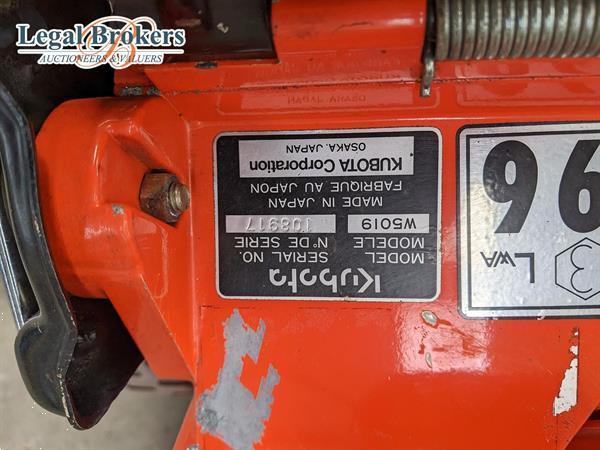 Legal Brokers
AUCTIONEERS & VALUERS
Kubota
MODEL SERIAL NO.
MODELE N° DE SERIE
W5019 108917
MADE IN JAPAN
FABRIQUE AU JAPON
KUBOTA Corporation
OSAKA, JAPAN
LWA
3
96